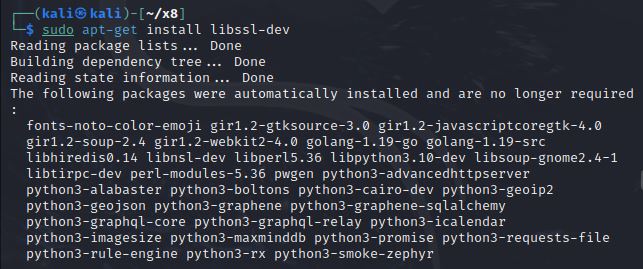 ┌──(kali㉿kali)-[~/x8]
└─$ sudo apt-get install libssl-dev
Reading package lists... Done
Building dependency tree... Done
Reading state information... Done
The following packages were automatically installed and are no longer required
:
fonts-noto-color-emoji gir1.2-gtksource-3.0 gir1.2-javascriptcoregtk-4.0
gir1.2-soup-2.4 gir1.2-webkit2-4.0 golang-1.19-go golang-1.19-src
libhiredis0.14 libnsl-dev libperl5.36 libpython3.10-dev libsoup-gnome2.4-1
libtirpc-dev perl-modules-5.36 pwgen python3-advancedhttpserver
python3-alabaster python3-boltons python3-cairo-dev python3-geoip2
python3-geojson python3-graphene python3-graphene-sqlalchemy
python3-graphql-core python3-graphql-relay python3-icalendar
python3-imagesize python3-maxminddb python3-promise python3-requests-file
python3-rule-engine python3-rx python3-smoke-zephyr